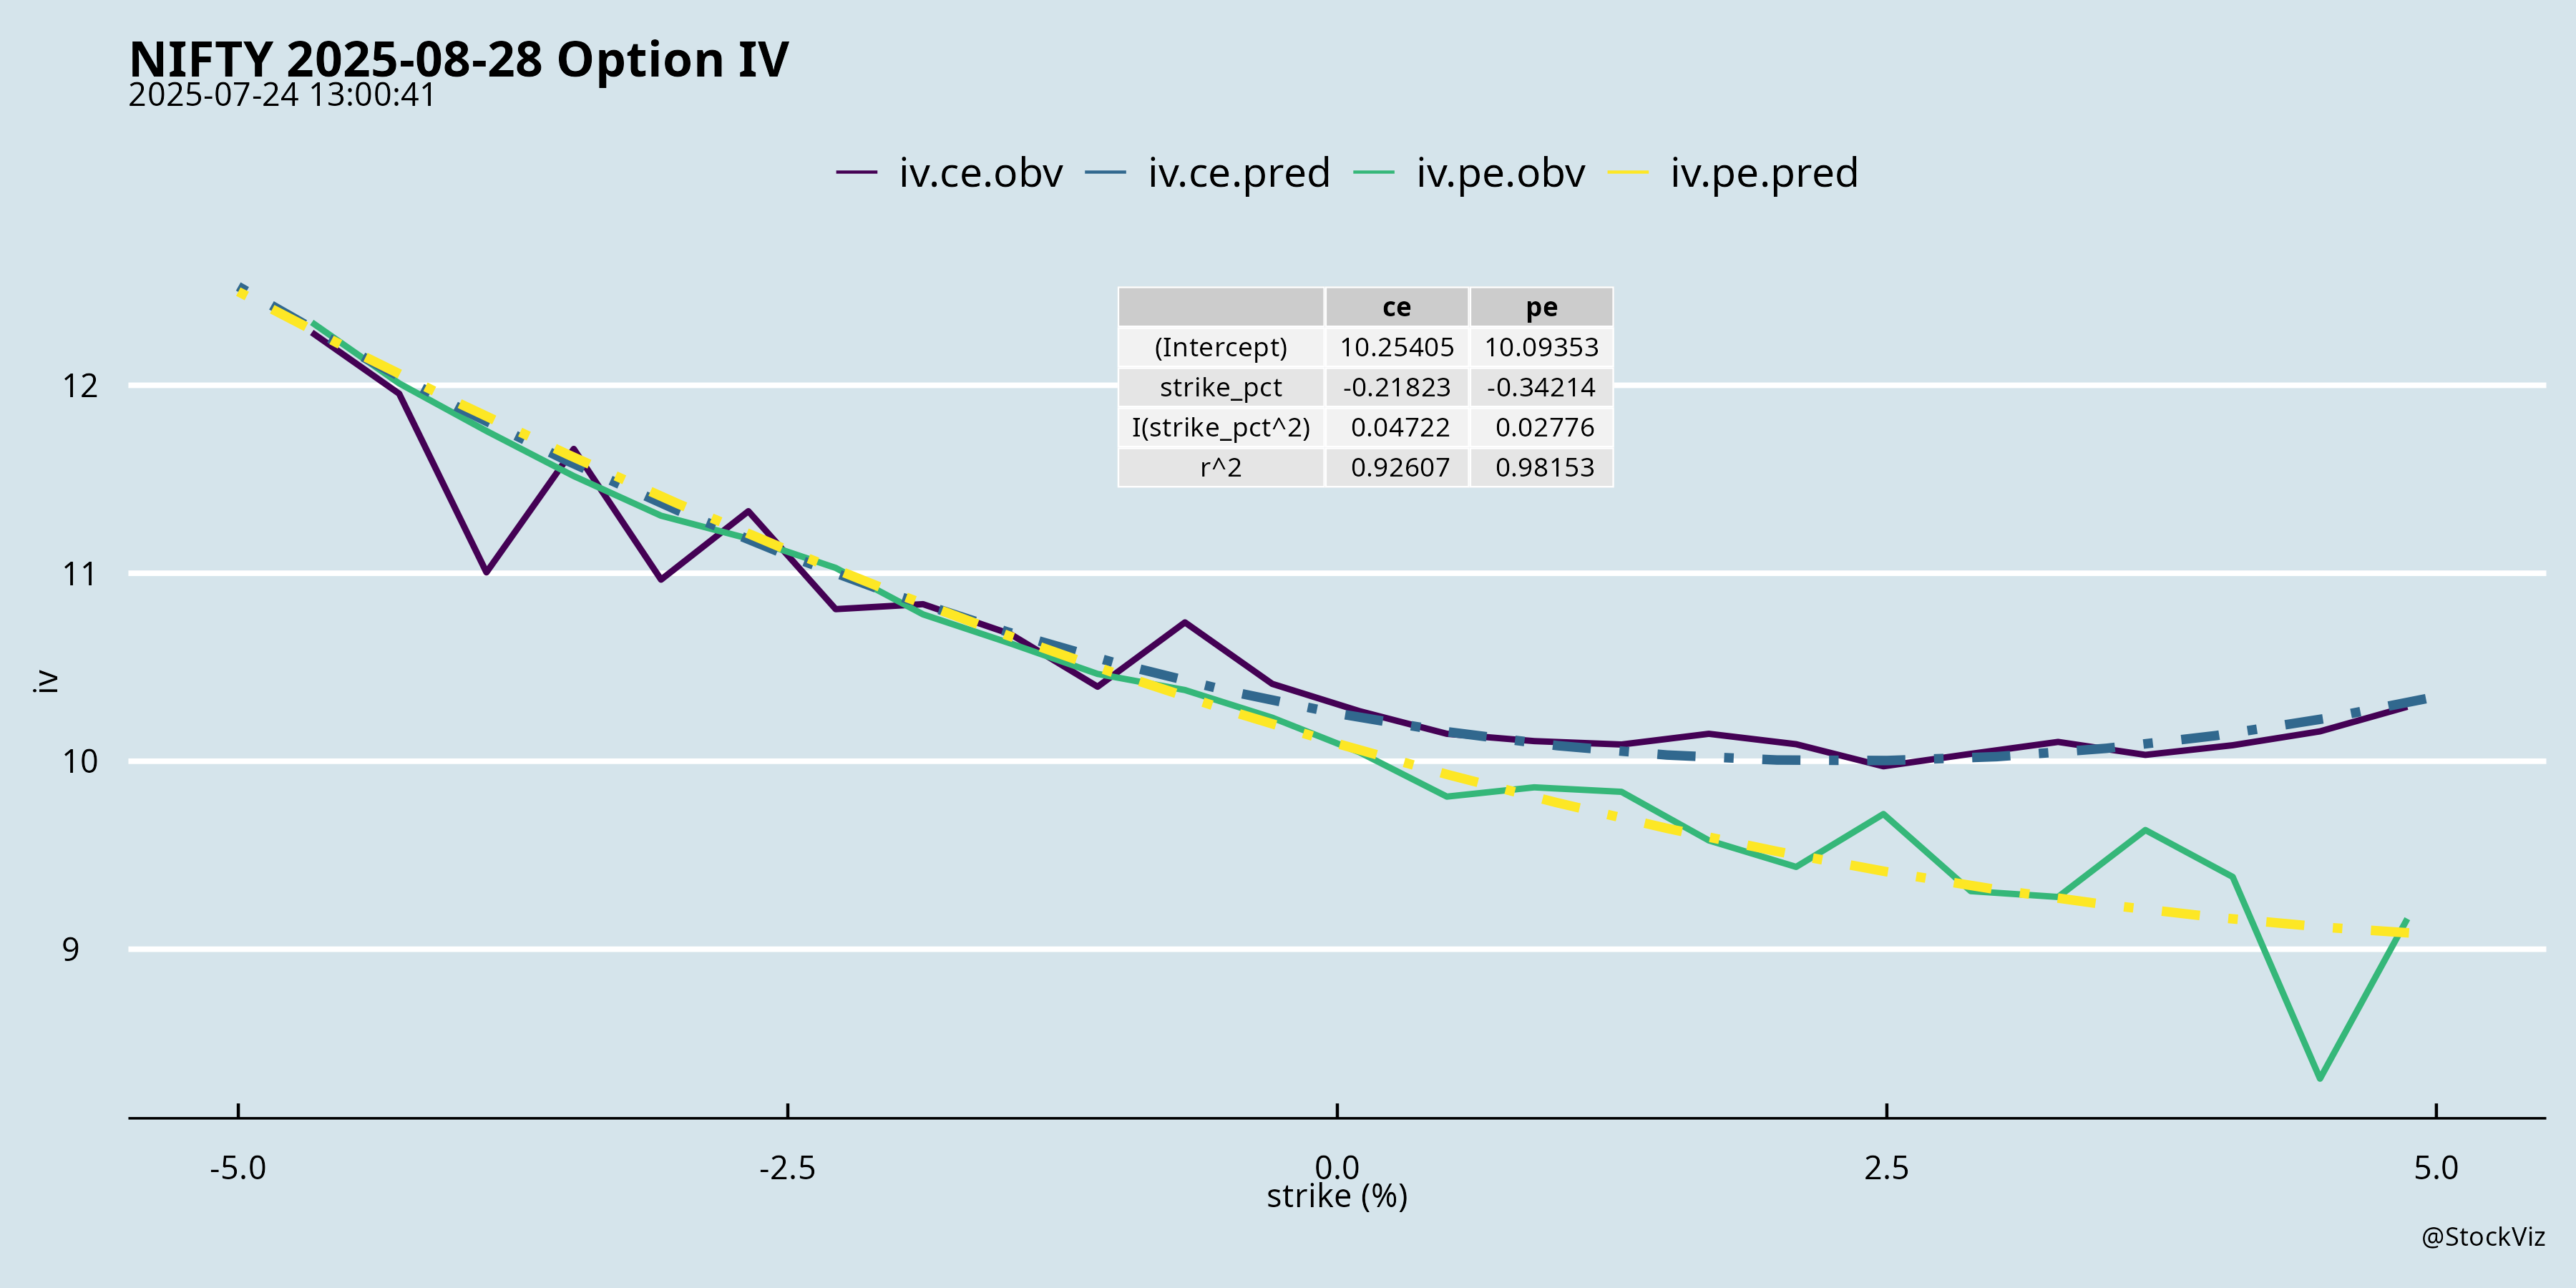 NIFTY 2025-08-28 Option IV
2025-07-24 13:00:41
iv.ce.obv iv.ce.pred iv.pe.obv iv.pe.pred
ce pe
(Intercept) 10.25405 10.09353
strike_pct -0.21823 -0.34214
I(strike_pct^2) 0.04722 0.02776
r^2 0.92607 0.98153
12
11
10
9
iv
-5.0 -2.5 0.0 2.5 5.0
strike (%)
@StockViz